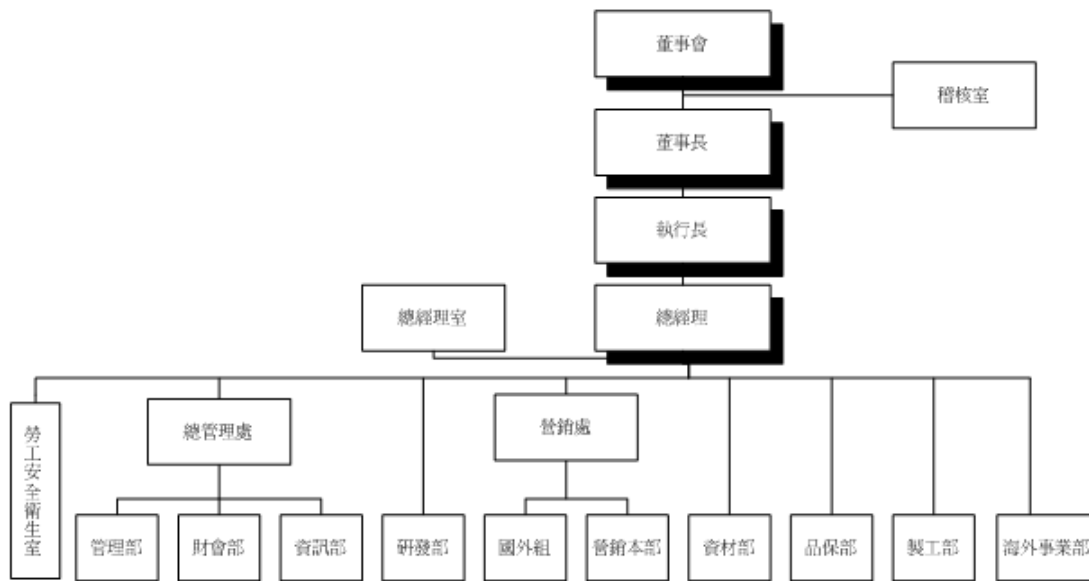 董事會
稽核室
董事長
執行長
總經理室
總經理
勞工安全衛生室
總管理處
營銷處
管理部
財會部
資訊部
研發部
國外組
營銷本部
資材部
品保部
製工部
海外事業部